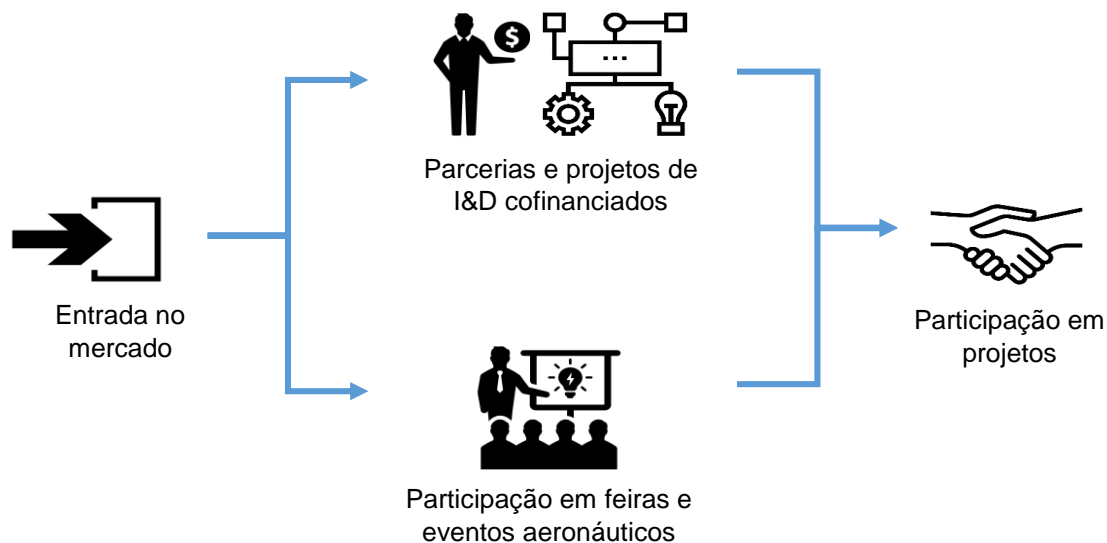 $
...
Parcerias e projetos de
I&D cofinanciados
Entrada no
mercado
Participação em
projetos
Participação em feiras e
eventos aeronáuticos